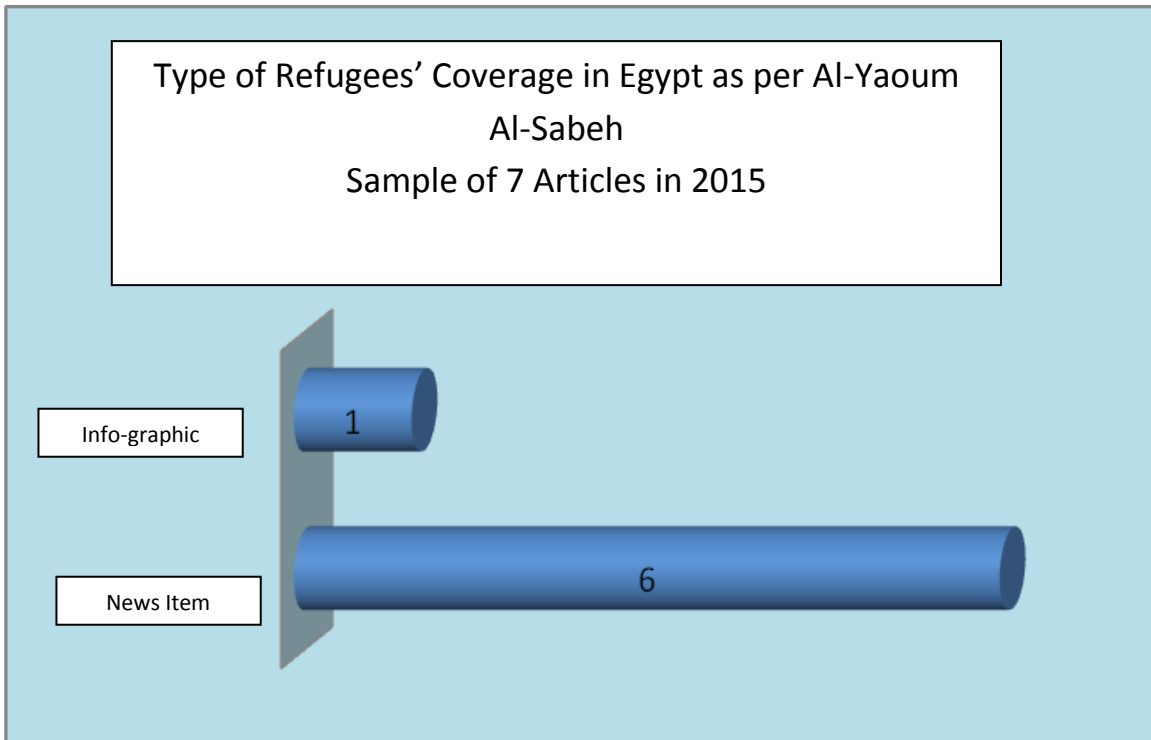 Type of Refugees’ Coverage in Egypt as per Al-Yaoum
Al-Sabeh
Sample of 7 Articles in 2015
Info-graphic
1
News Item
6